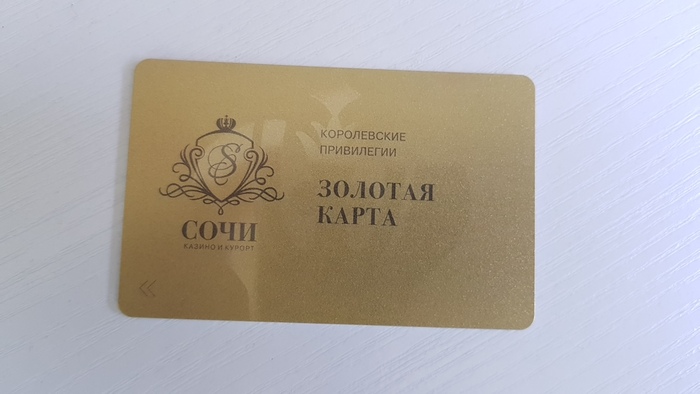 СОЧИ
КАЗИНО И КУРОРТ
КОРОЛЕВСКИЕ
ПРИВИЛЕГИИ
ЗОЛОТАЯ
КАРТА